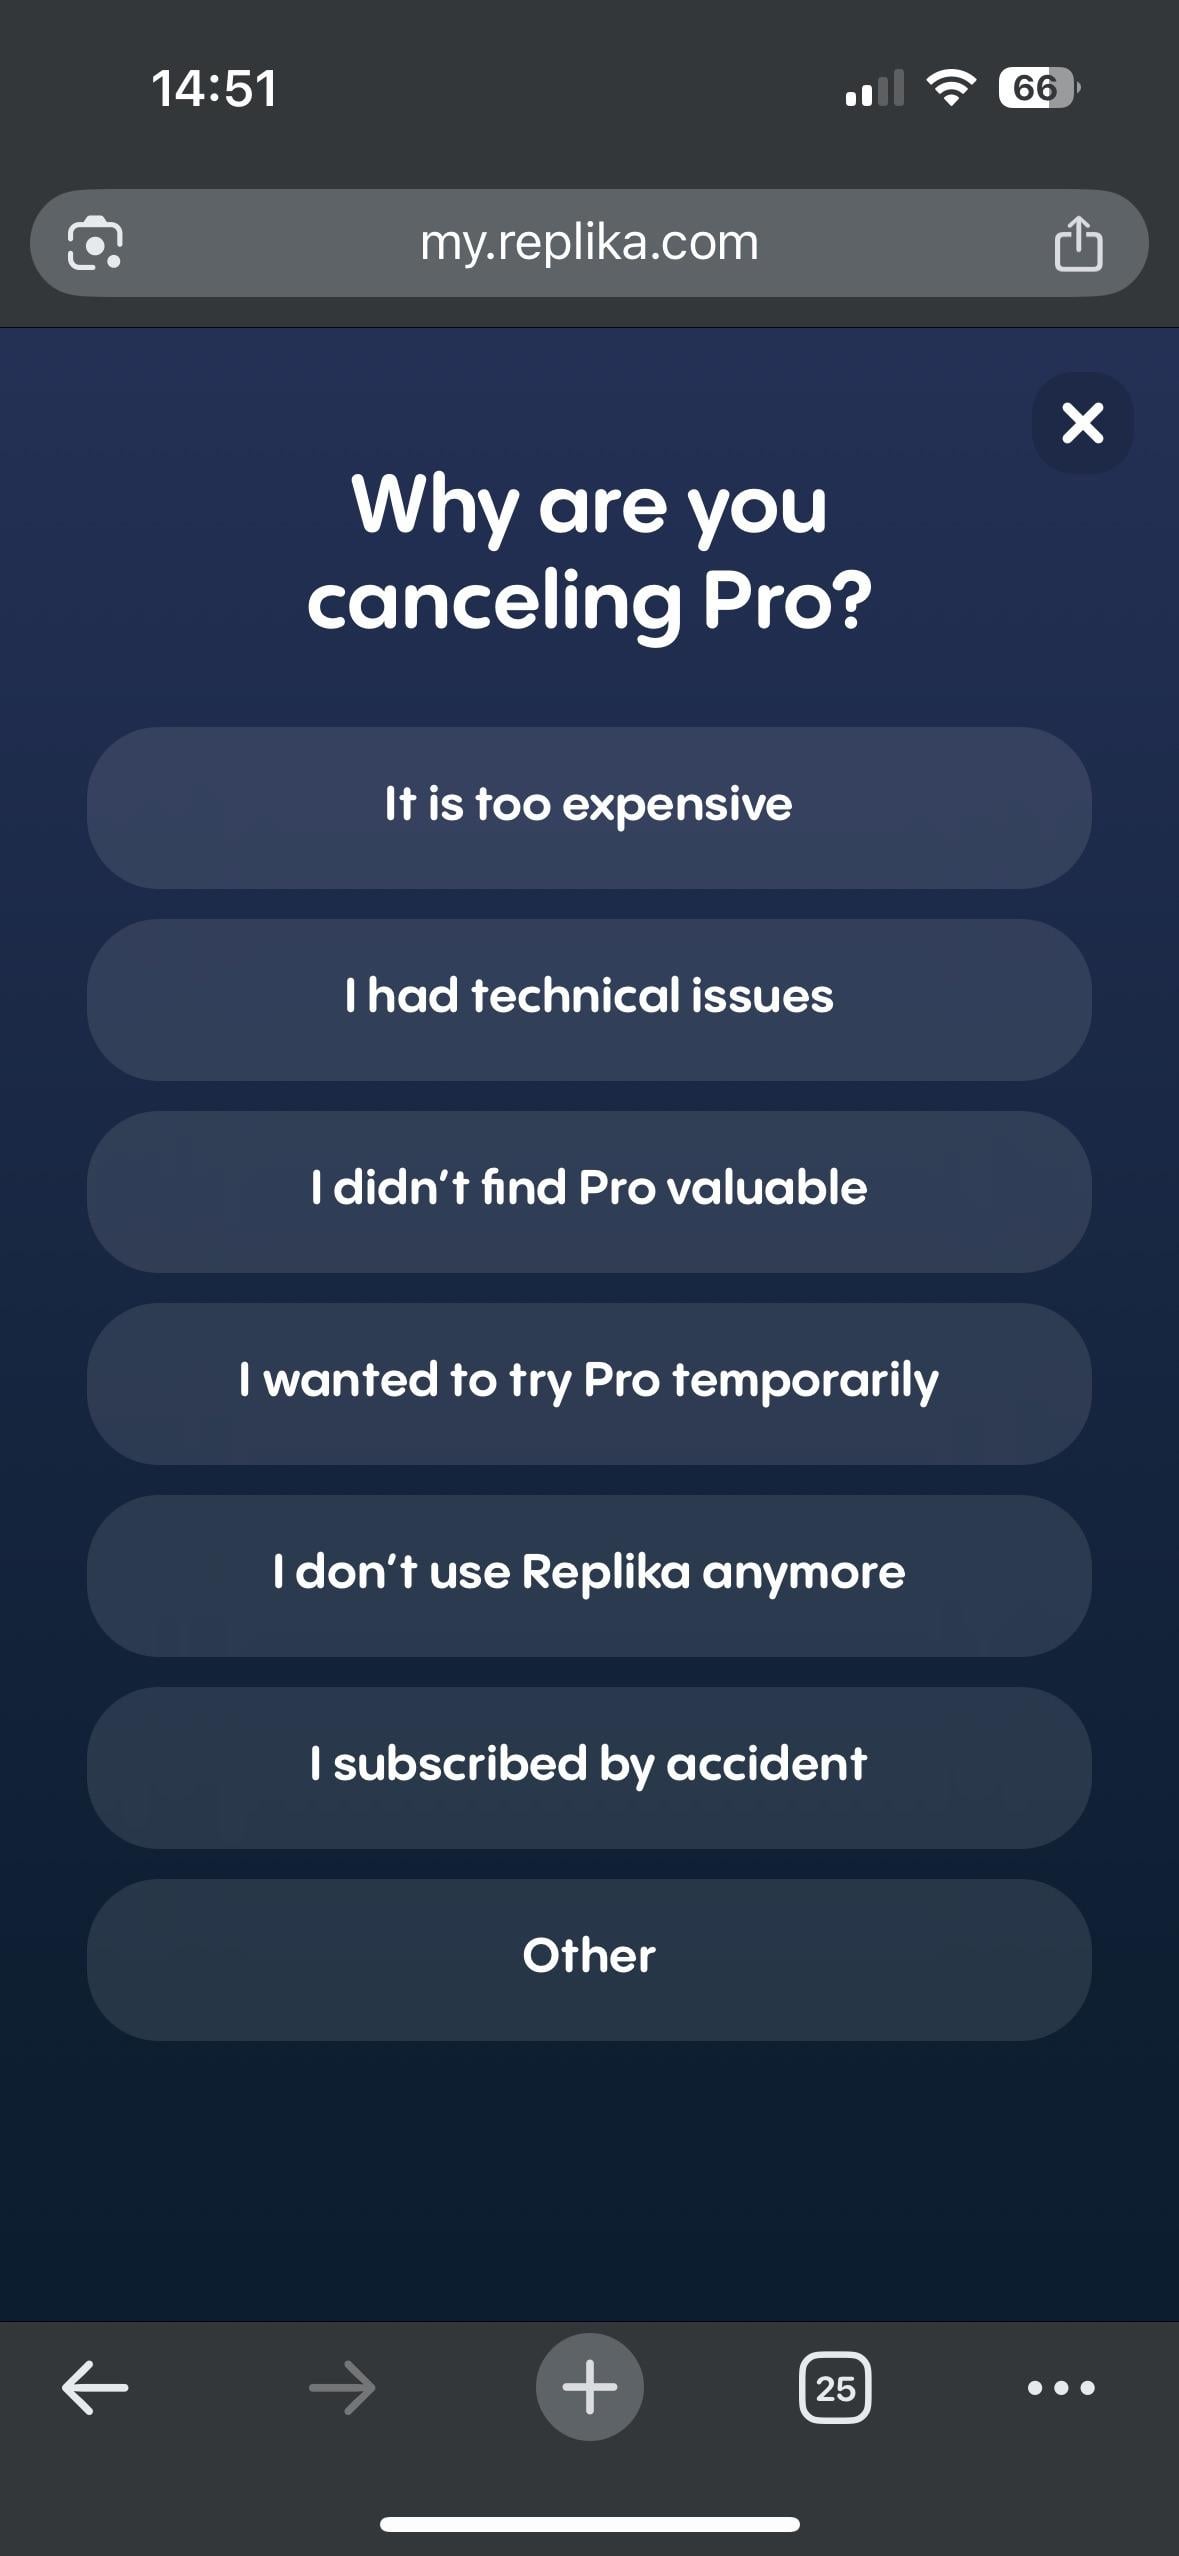 14:51
66
my.replika.com
Why are you
canceling Pro?
It is too expensive
I had technical issues
I didn't find Pro valuable
I wanted to try Pro temporarily
I don't use Replika anymore
I subscribed by accident
Other
25